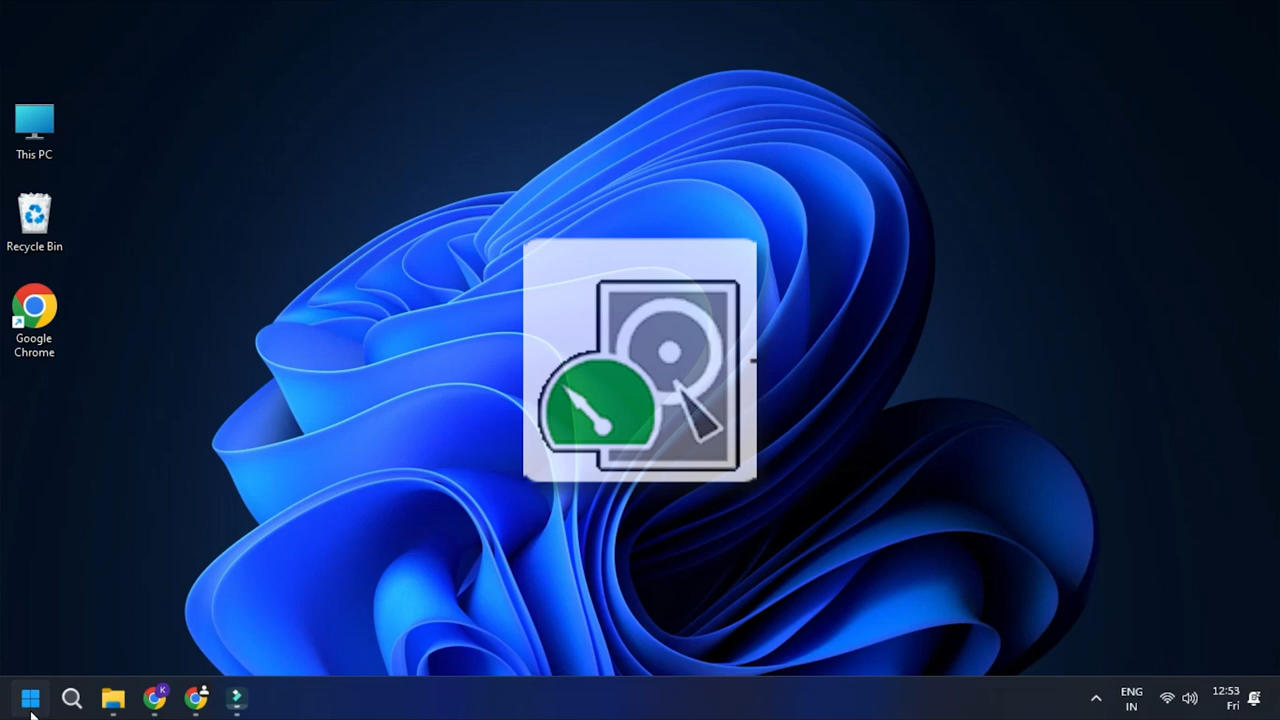 This PC
Recycle Bin
Google
Chrome
K
ENG
IN
12:53
Fri